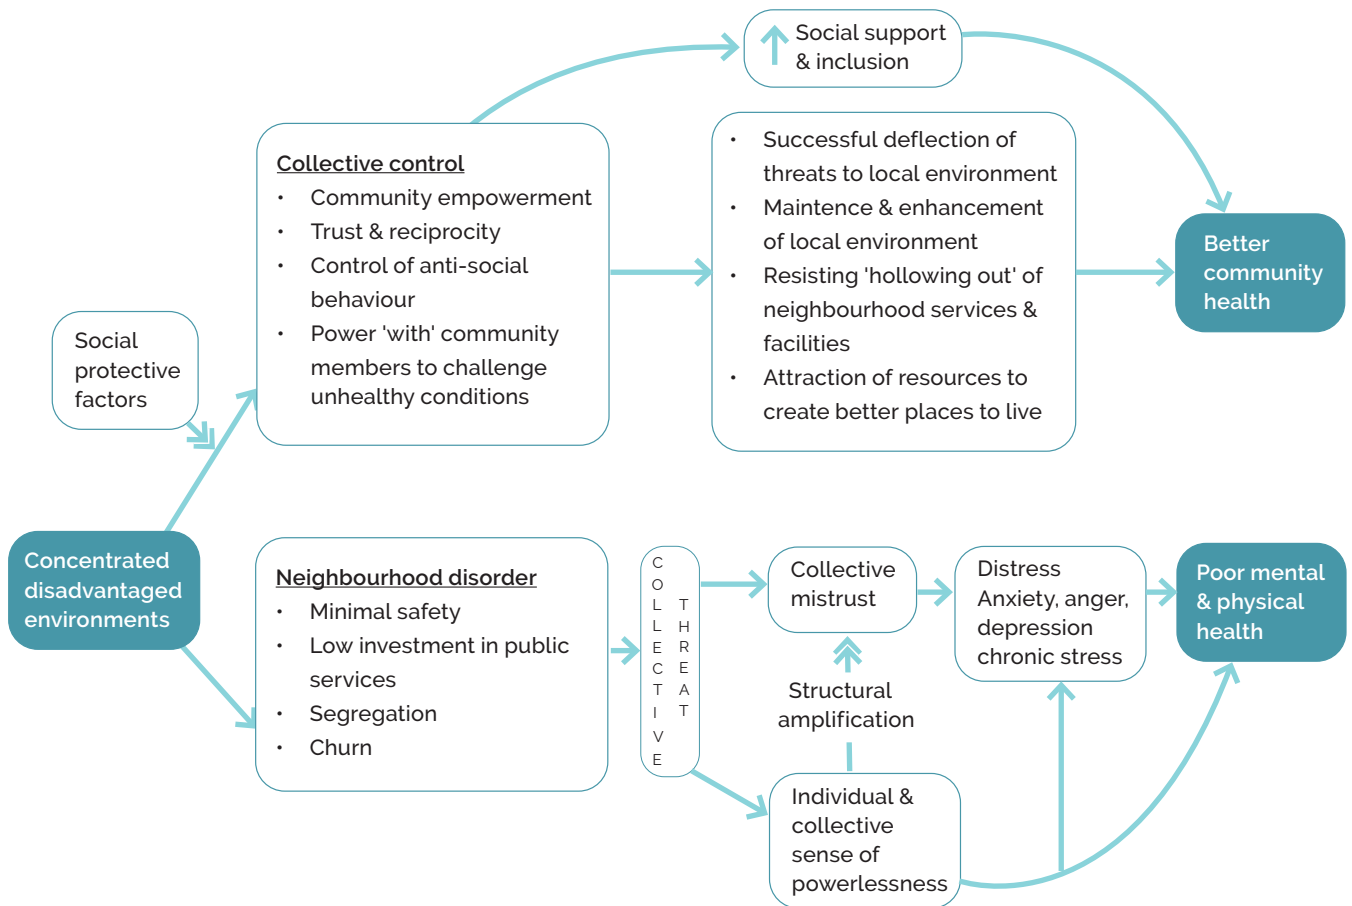 Social support
& inclusion
Collective control
• Community empowerment
• Trust & reciprocity
• Control of anti-social
behaviour
• Power 'with' community
members to challenge
unhealthy conditions
• Successful deflection of
threats to local environment
• Maintence & enhancement
of local environment
• Resisting 'hollowing out' of
neighbourhood services &
facilities
• Attraction of resources to
create better places to live
Better
community
health
Social
protective
factors
Concentrated
disadvantaged
environments
Neighbourhood disorder
• Minimal safety
• Low investment in public
services
• Segregation
• Churn
COLLECTIVE
THREAT
Collective
mistrust
Structural
amplification
Individual &
collective
sense of
powerlessness
Distress
Anxiety, anger,
depression
chronic stress
Poor mental
& physical
health